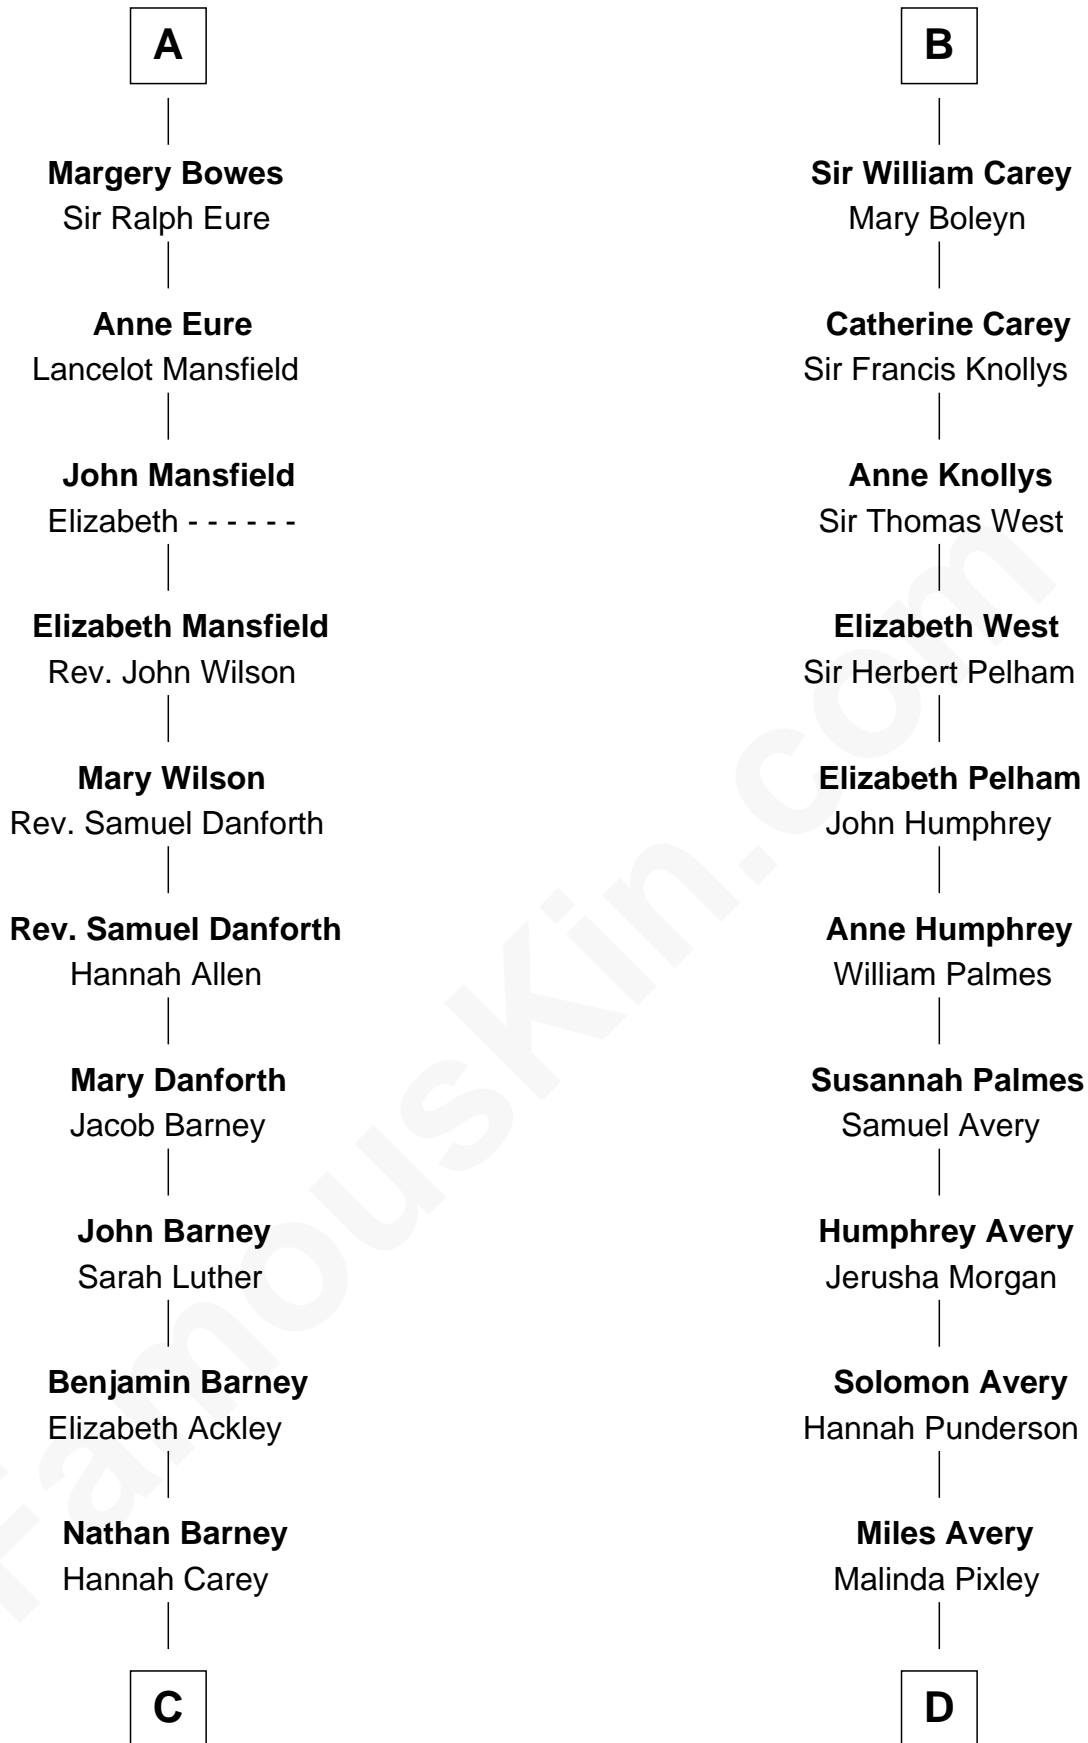 A
Margery Bowes
Sir Ralph Eure
Anne Eure
Lancelot Mansfield
John Mansfield
Elizabeth - - - - - -
Elizabeth Mansfield
Rev. John Wilson
Mary Wilson
Rev. Samuel Danforth
Rev. Samuel Danforth
Hannah Allen
Mary Danforth
Jacob Barney
John Barney
Sarah Luther
Benjamin Barney
Elizabeth Ackley
Nathan Barney
Hannah Carey
C
B
Sir William Carey
Mary Boleyn
Catherine Carey
Sir Francis Knollys
Anne Knollys
Sir Thomas West
Elizabeth West
Sir Herbert Pelham
Elizabeth Pelham
John Humphrey
Anne Humphrey
William Palmes
Susannah Palmes
Samuel Avery
Humphrey Avery
Jerusha Morgan
Solomon Avery
Hannah Punderson
Miles Avery
Malinda Pixley
D
FamousKin.com